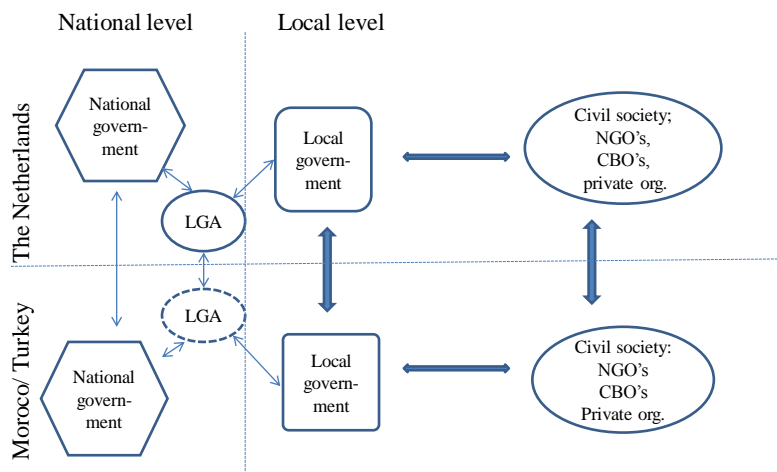 National level
Local level
The Netherlands
National
govern-
ment
LGA
Local
govern-
ment
Civil society;
NGO’s,
CBO’s,
private org.
Moroco/ Turkey
National
govern-
ment
LGA
Local
govern-
ment
Civil society:
NGO’s
CBO’s
Private org.